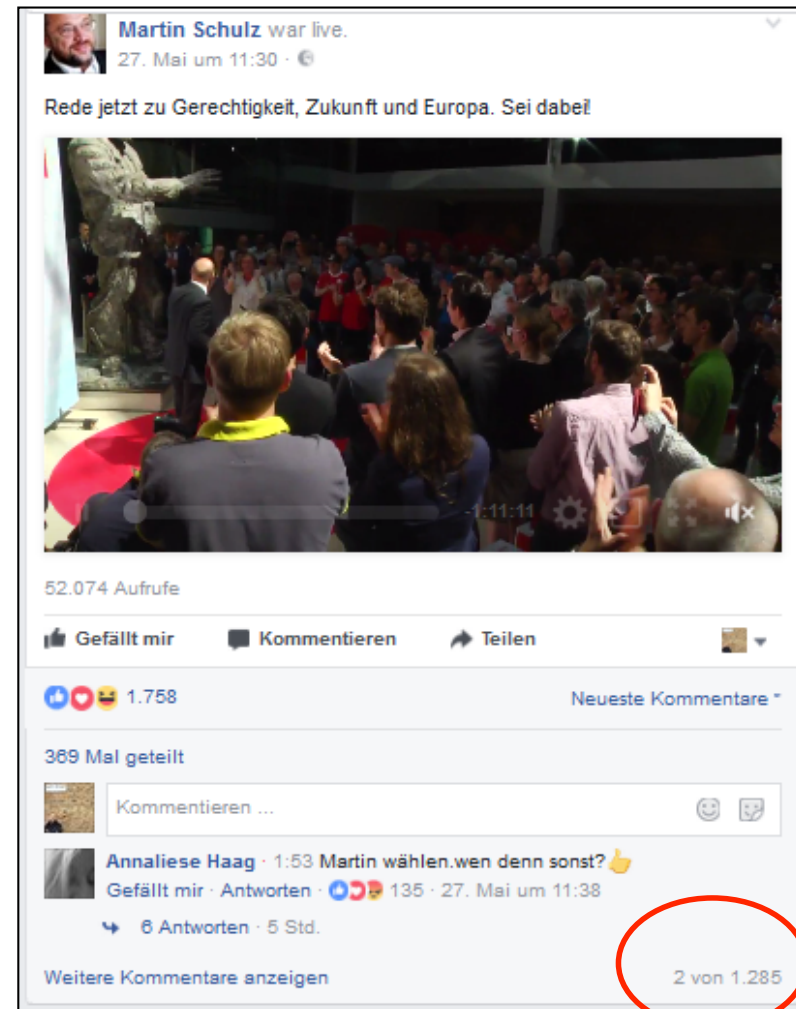 Martin Schulz war live.
27. Mai um 11:30 ·
Rede jetzt zu Gerechtigkeit, Zukunft und Europa. Sei dabei!
-1:11:11
52.074 Aufrufe
Gefällt mir Kommentieren Teilen
1.758 Neueste Kommentare
369 Mal geteilt
Kommentieren ...
Annaliese Haag · 1:53 Martin wählen.wen denn sonst?👆
Gefällt mir · Antworten · 135 · 27. Mai um 11:38
6 Antworten · 5 Std.
Weitere Kommentare anzeigen 2 von 1.285